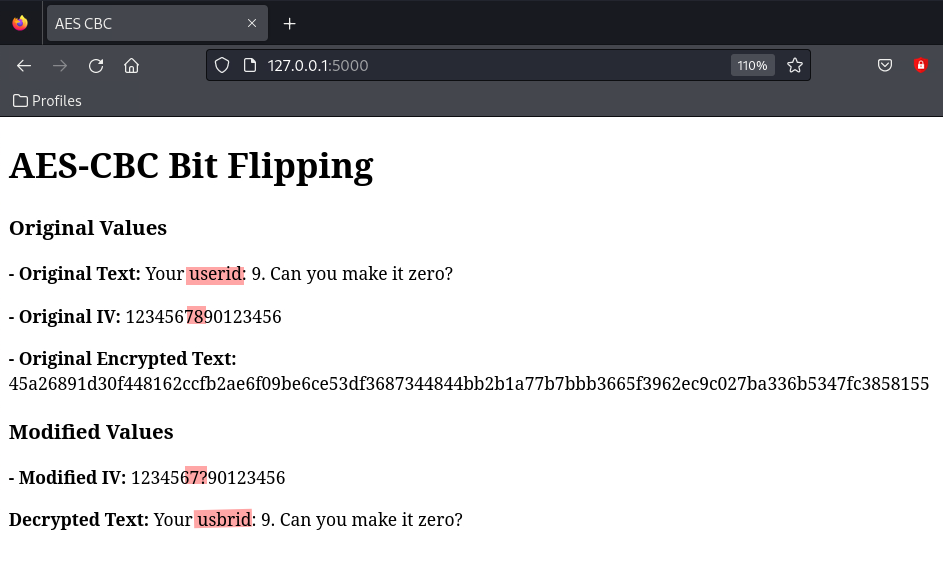 AES CBC
127.0.0.1:5000
110%
Profiles
AES-CBC Bit Flipping
Original Values
- Original Text: Your userid: 9. Can you make it zero?
- Original IV: 1234567890123456
- Original Encrypted Text:
45a26891d30f448162ccfb2ae6f09be6ce53df3687344844bb2b1a77b7bbb3665f3962ec9c027ba336b5347fc3858155
Modified Values
- Modified IV: 1234567?90123456
Decrypted Text: Your usbrid: 9. Can you make it zero?